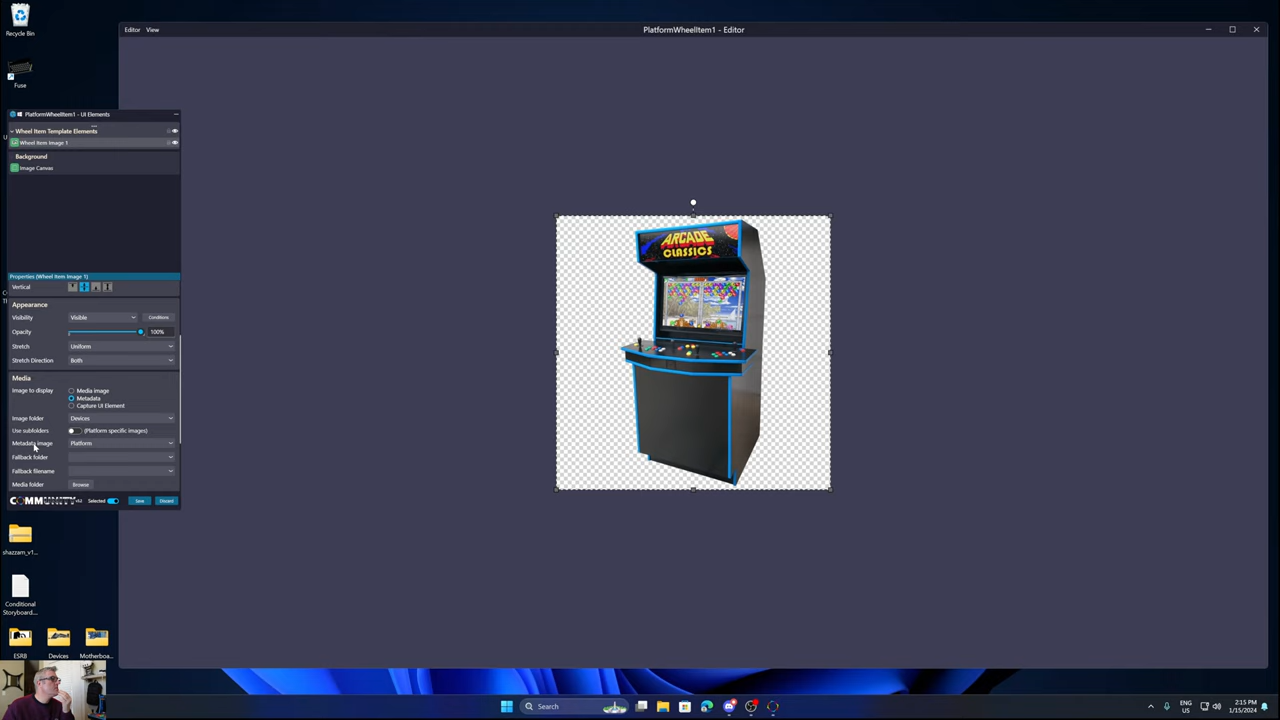 Recycle Bin
Fuse
Editor View
PlatformWheelItem1 - Editor
PlatformWheelItem1 - UI Elements
Wheel Item Template Elements
Wheel Item Image 1
Background
Image Canvas
Properties (Wheel Item Image 1)
Vertical
Appearance
Visibility Visible Conditions
Opacity 100%
Stretch Uniform
Stretch Direction Both
Media
Image to display Media image
Metadata
Capture UI Element
Image folder Devices
Use subfolders (Platform specific images)
Metadata image Platform
Fallback folder
Fallback filename
Media folder Browse
COMMUNITY Selected Save Discard
ARCADE
CLASSICS
shazzam_v1...
Conditional
Storyboard....
ESRB Devices Motherboa...
Search
ENG
US
2:15 PM
1/15/2024